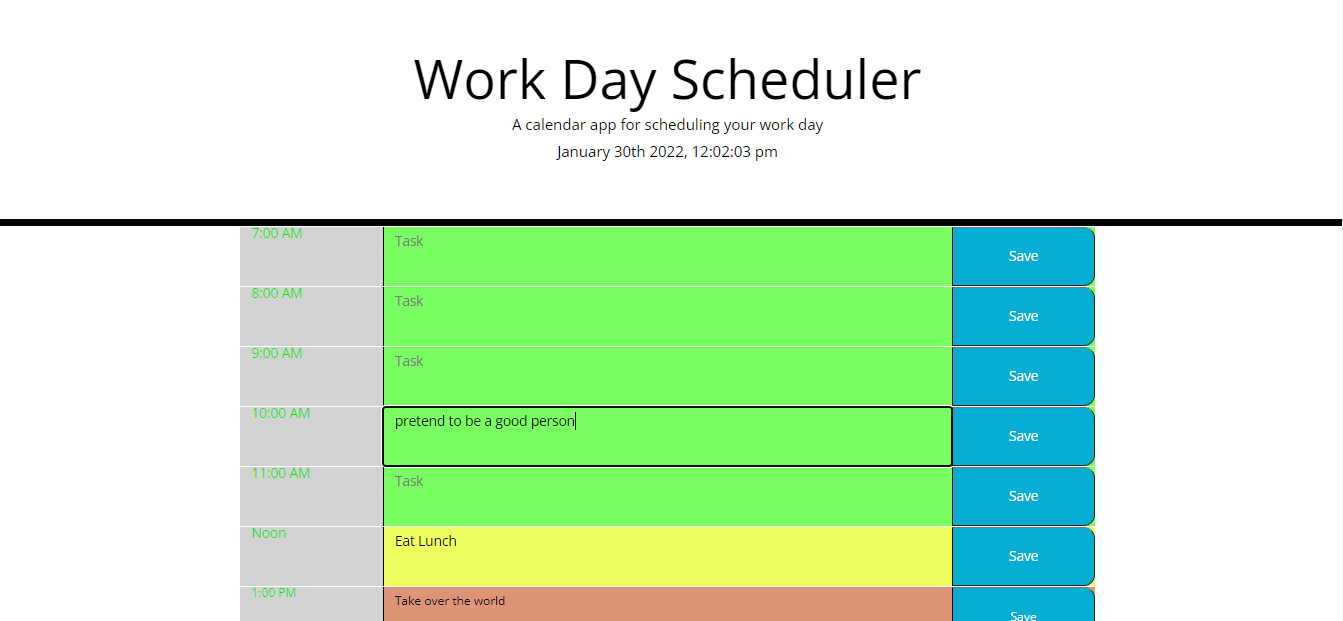 Work Day Scheduler
A calendar app for scheduling your work day
January 30th 2022, 12:02:03 pm
7:00 AM Task Save
8:00 AM Task Save
9:00 AM Task Save
10:00 AM pretend to be a good person Save
11:00 AM Task Save
Noon Eat Lunch Save
1:00 PM Take over the world Save